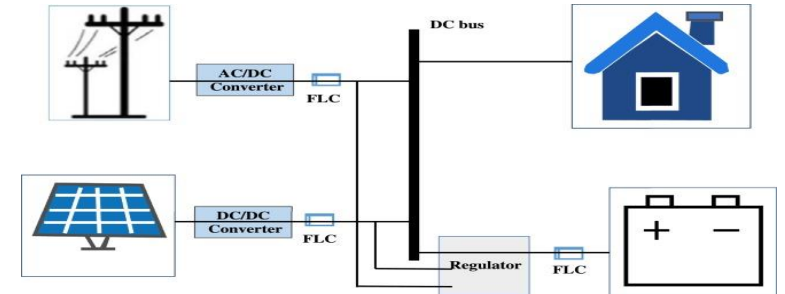 DC bus
AC/DC
Converter
FLC
DC/DC
Converter
FLC
Regulator
FLC
+ −